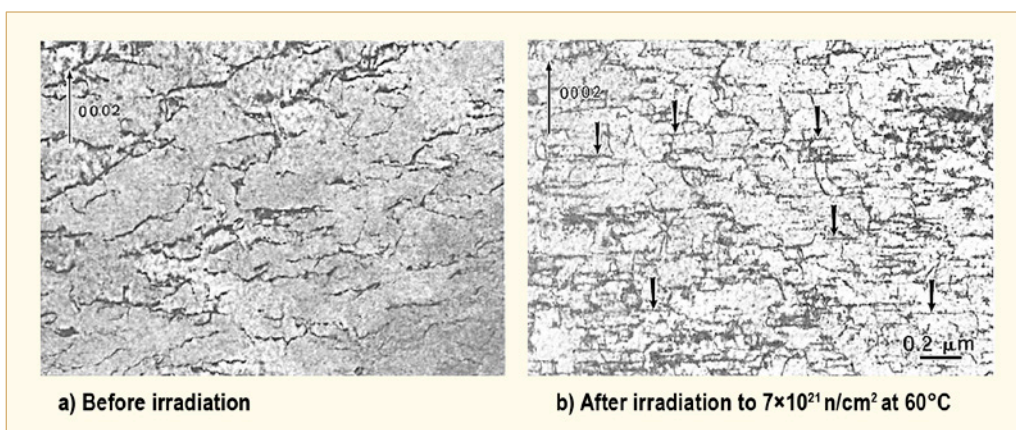 0002
0002
0.2 μm
a) Before irradiation
b) After irradiation to 7×10²¹ n/cm² at 60°C